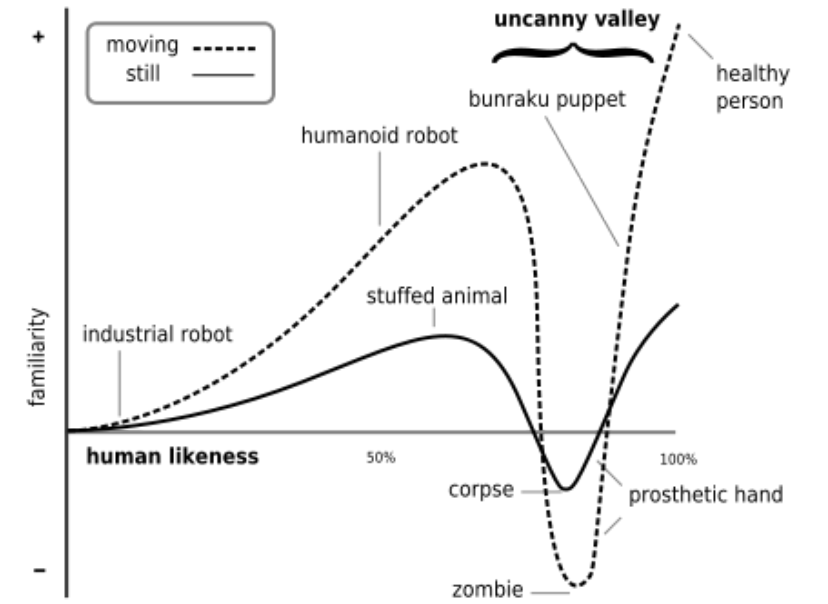 uncanny valley
+
moving
still
healthy
person
bunraku puppet
humanoid robot
stuffed animal
industrial robot
familiarity
human likeness
50%
100%
corpse
prosthetic hand
–
zombie